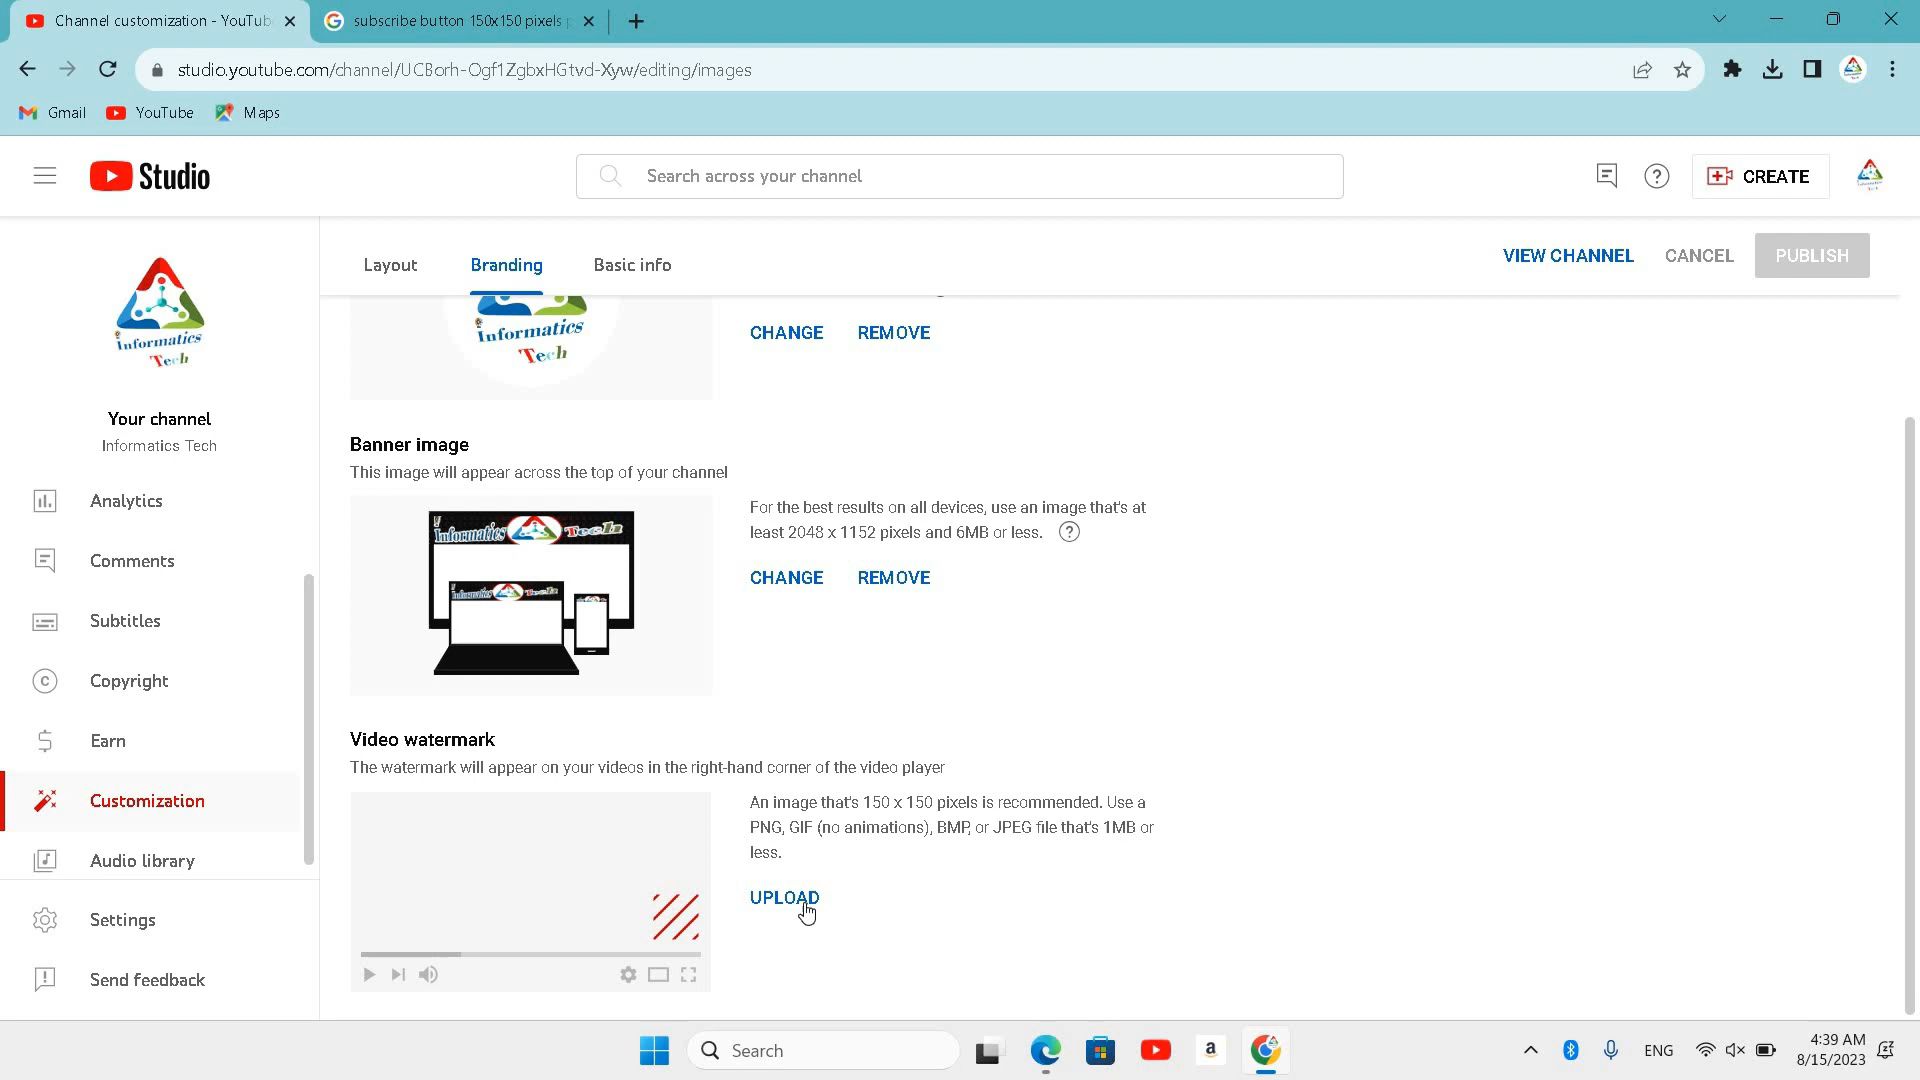 Channel customization - YouTub
subscribe button 150x150 pixels
studio.youtube.com/channel/UCBorh-Ogf1ZgbxHGtvd-Xyw/editing/images
Gmail YouTube Maps
Studio
Search across your channel
CREATE
Informatics
Tech
Your channel
Informatics Tech
Analytics
Comments
Subtitles
Copyright
Earn
Customization
Audio library
Settings
Send feedback
Layout Branding Basic info
VIEW CHANNEL CANCEL PUBLISH
Informatics
Tech
CHANGE REMOVE
Banner image
This image will appear across the top of your channel
Informatics Tech
Informatics Tech
For the best results on all devices, use an image that's at
least 2048 x 1152 pixels and 6MB or less.
CHANGE REMOVE
Video watermark
The watermark will appear on your videos in the right-hand corner of the video player
An image that's 150 x 150 pixels is recommended. Use a
PNG, GIF (no animations), BMP, or JPEG file that's 1MB or
less.
UPLOAD
Search
ENG
4:39 AM
8/15/2023